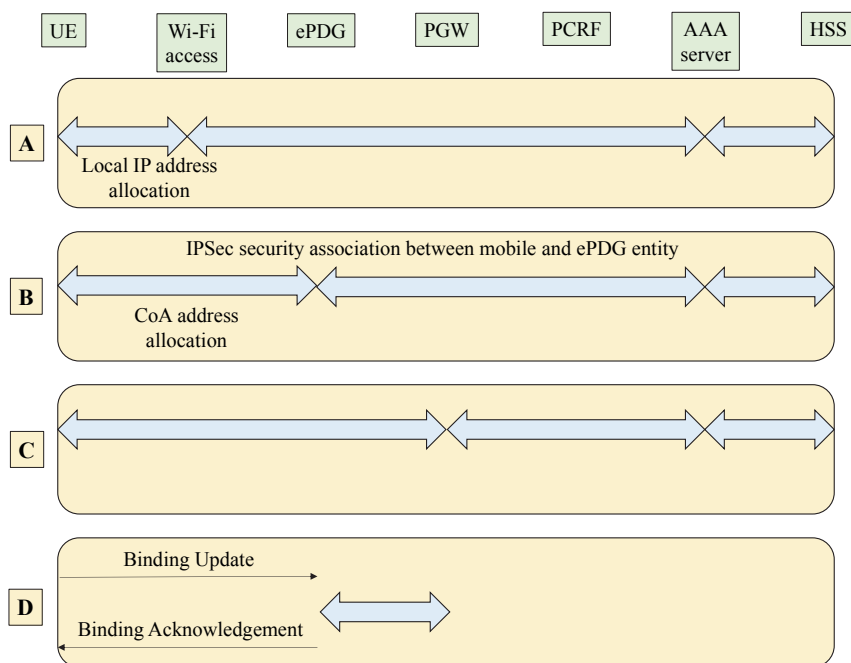 UE
Wi-Fi
access
ePDG
PGW
PCRF
AAA
server
HSS
A
Local IP address
allocation
IPSec security association between mobile and ePDG entity
B
CoA address
allocation
C
Binding Update
D
Binding Acknowledgement